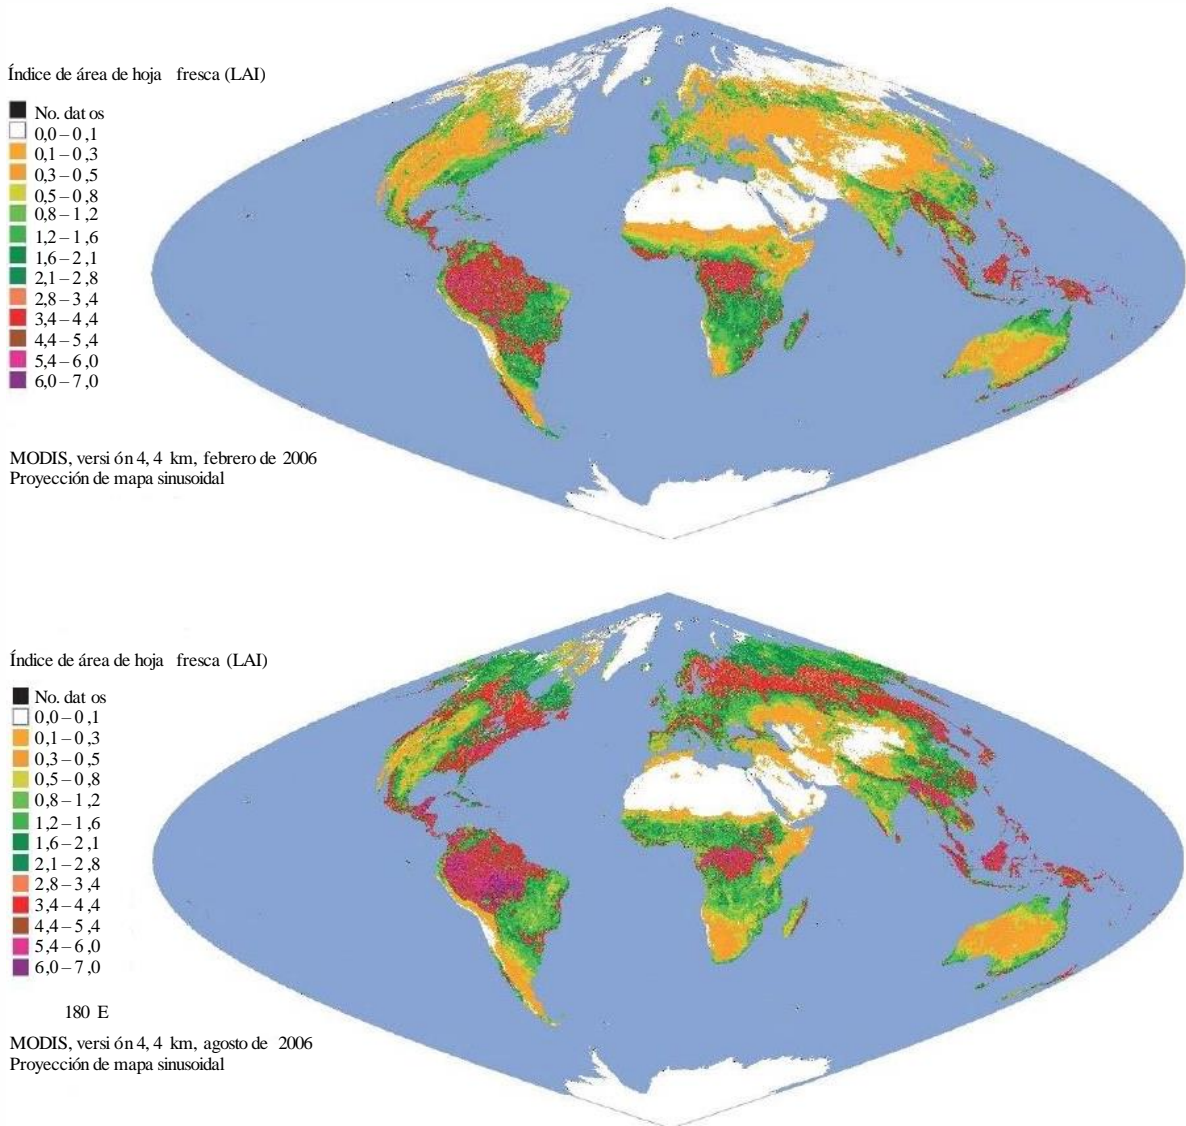 Índice de área de hoja fresca (LAI)
No. dat os
0,0 – 0 ,1
0,1 – 0 ,3
0,3 – 0 ,5
0,5 – 0 ,8
0,8 – 1 ,2
1,2 – 1 ,6
1,6 – 2 ,1
2,1 – 2 ,8
2,8 – 3 ,4
3,4 – 4 ,4
4,4 – 5 ,4
5,4 – 6 ,0
6,0 – 7 ,0
MODIS, versi ón 4, 4 km, febrero de 2006
Proyección de mapa sinusoidal
Índice de área de hoja fresca (LAI)
No. dat os
0,0 – 0 ,1
0,1 – 0 ,3
0,3 – 0 ,5
0,5 – 0 ,8
0,8 – 1 ,2
1,2 – 1 ,6
1,6 – 2 ,1
2,1 – 2 ,8
2,8 – 3 ,4
3,4 – 4 ,4
4,4 – 5 ,4
5,4 – 6 ,0
6,0 – 7 ,0
180 E
MODIS, versi ón 4, 4 km, agosto de 2006
Proyección de mapa sinusoidal